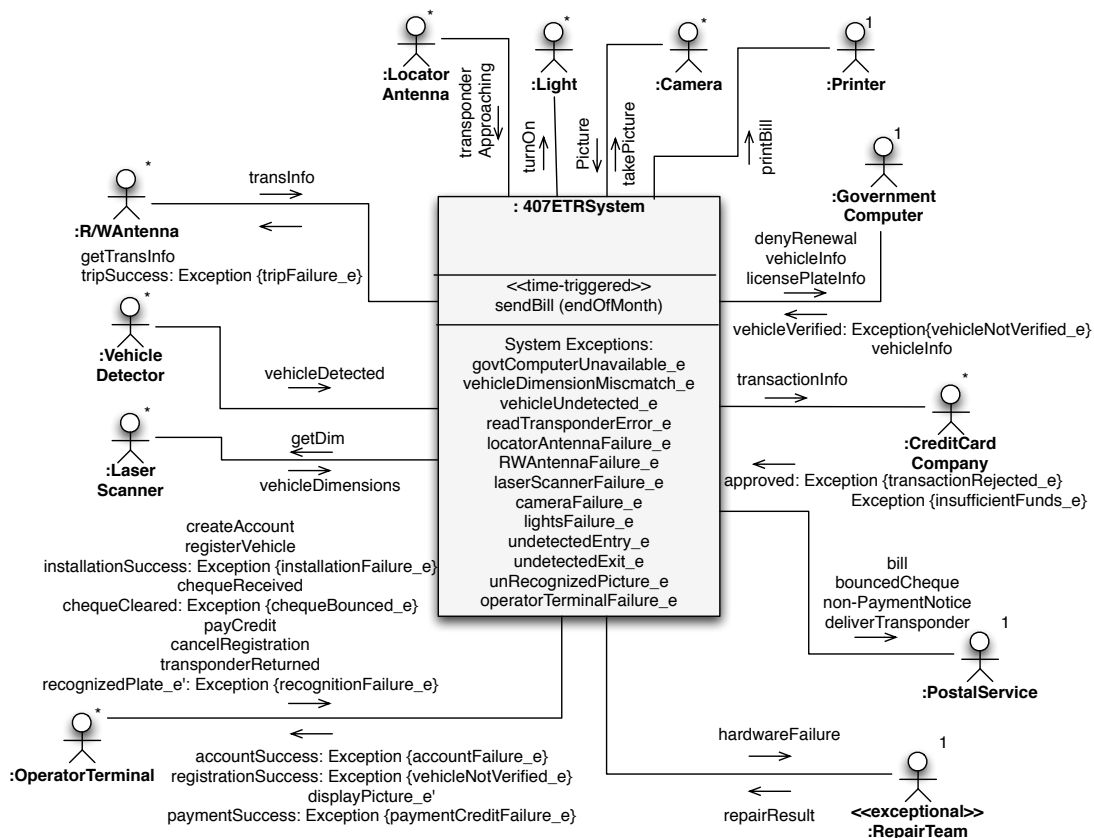 *
:Locator
Antenna
*
:Light
*
:Camera
1
:Printer
transponder
Approaching
turnOn
Picture
takePicture
printBill
1
:Government
Computer
*
:R/WAntenna
transInfo
getTransInfo
tripSuccess: Exception {tripFailure_e}
*
:Vehicle
Detector
vehicleDetected
*
:Laser
Scanner
getDim
vehicleDimensions
: 407ETRSystem
<<time-triggered>>
sendBill (endOfMonth)
System Exceptions:
govtComputerUnavailable_e
vehicleDimensionMiscmatch_e
vehicleUndetected_e
readTransponderError_e
locatorAntennaFailure_e
RWAntennaFailure_e
laserScannerFailure_e
cameraFailure_e
lightsFailure_e
undetectedEntry_e
undetectedExit_e
unRecognizedPicture_e
operatorTerminalFailure_e
denyRenewal
vehicleInfo
licensePlateInfo
vehicleVerified: Exception{vehicleNotVerified_e}
vehicleInfo
transactionInfo
*
:CreditCard
Company
approved: Exception {transactionRejected_e}
Exception {insufficientFunds_e}
bill
bouncedCheque
non-PaymentNotice
deliverTransponder
1
:PostalService
createAccount
registerVehicle
installationSuccess: Exception {installationFailure_e}
chequeReceived
chequeCleared: Exception {chequeBounced_e}
payCredit
cancelRegistration
transponderReturned
recognizedPlate_e': Exception {recognitionFailure_e}
*
:OperatorTerminal
accountSuccess: Exception {accountFailure_e}
registrationSuccess: Exception {vehicleNotVerified_e}
displayPicture_e'
paymentSuccess: Exception {paymentCreditFailure_e}
hardwareFailure
repairResult
1
<<exceptional>>
:RepairTeam